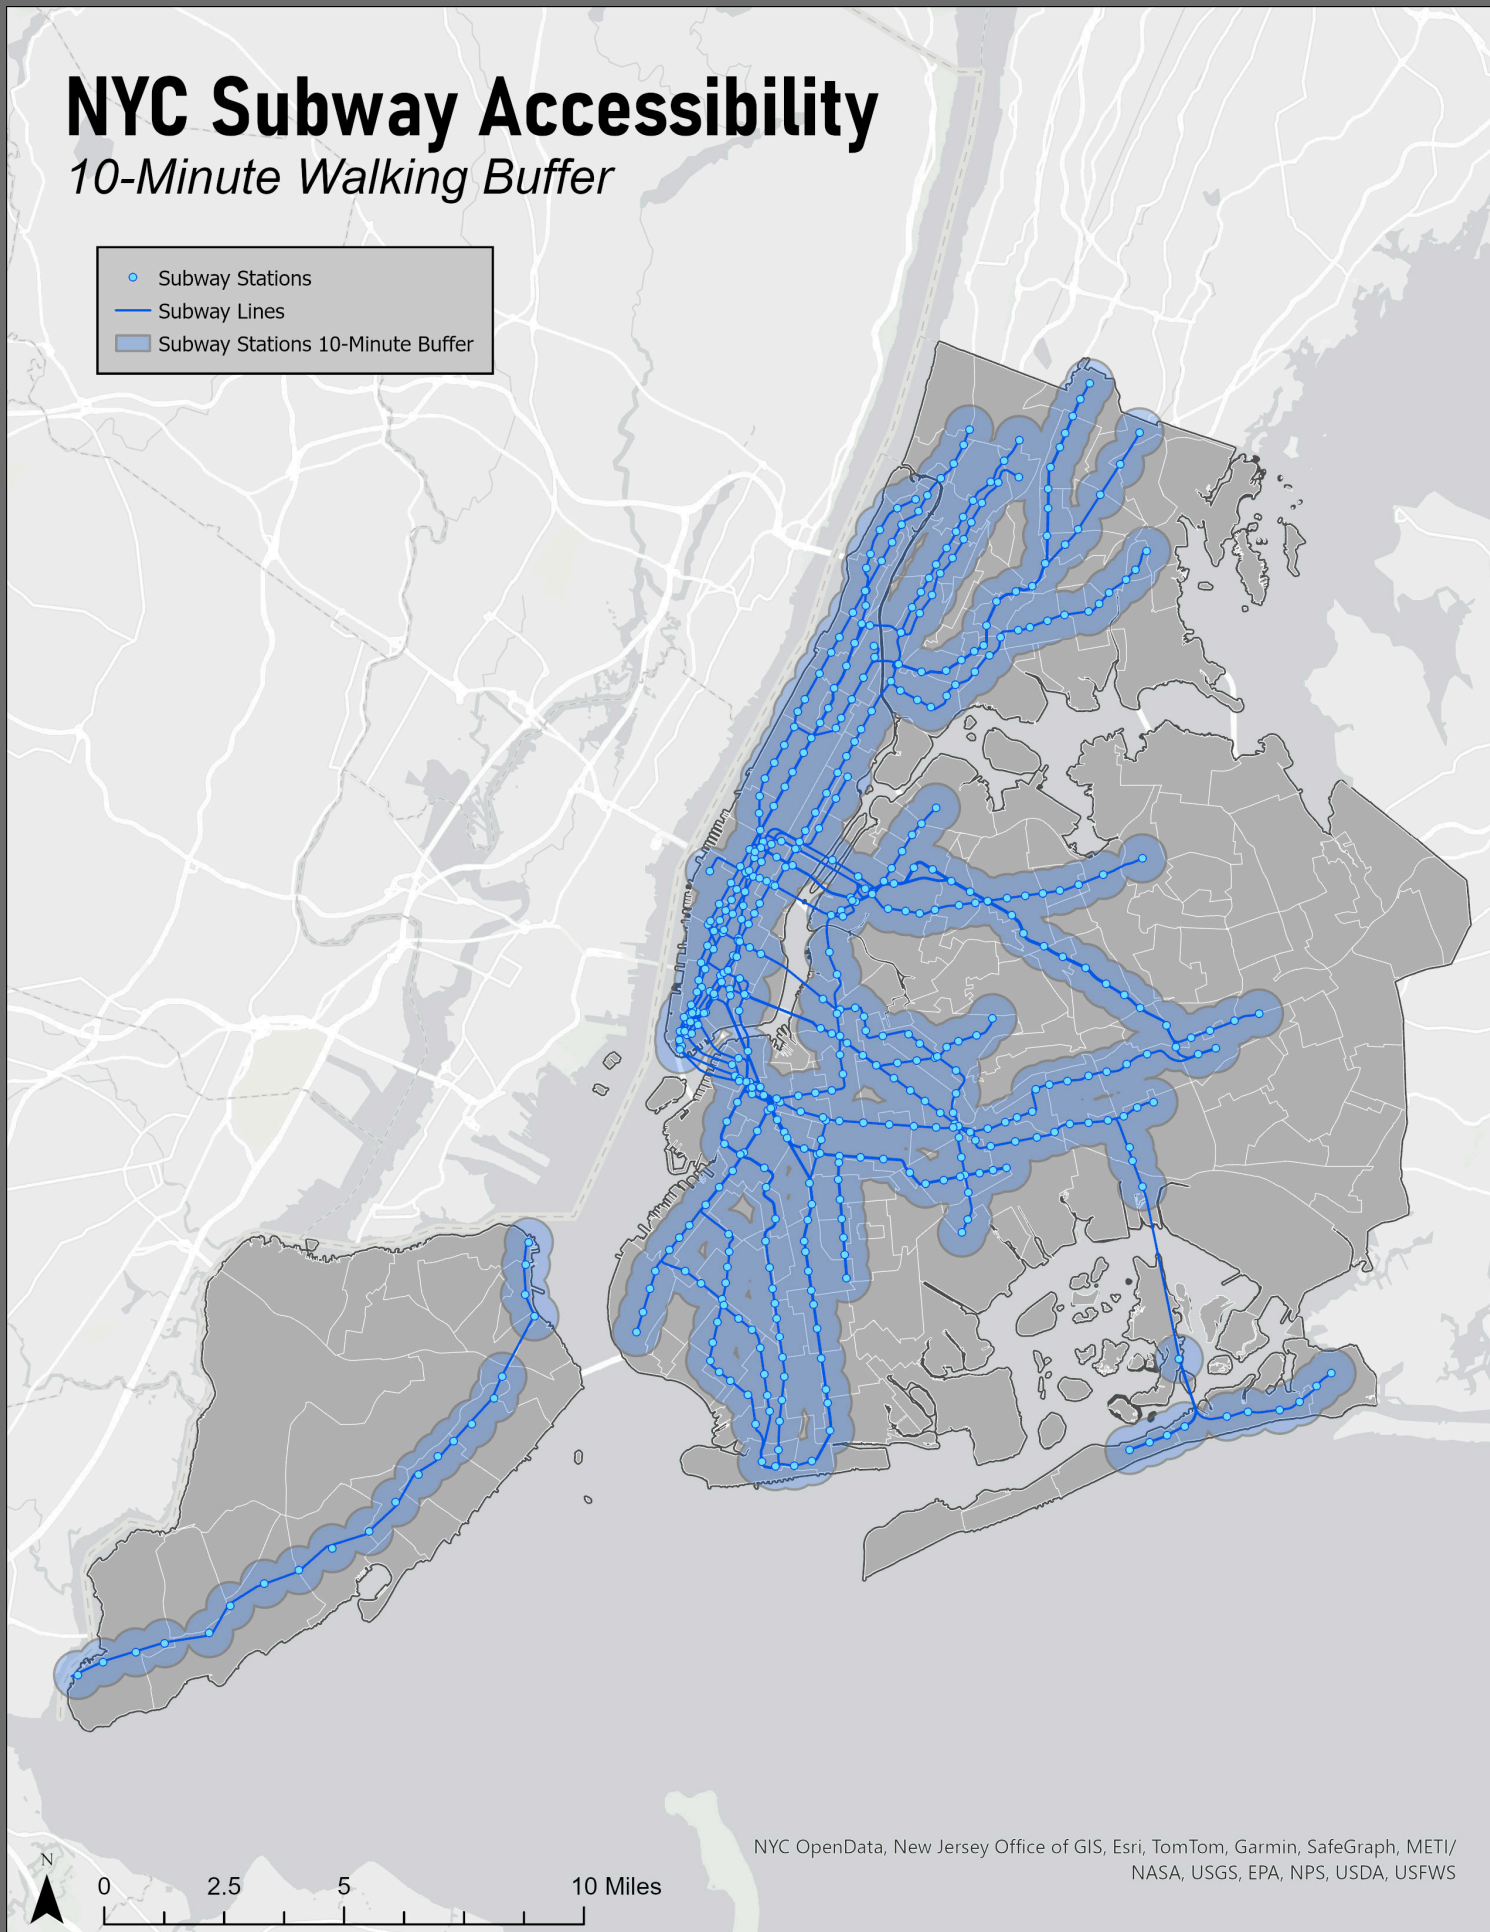 NYC Subway Accessibility
10-Minute Walking Buffer
Subway Stations
Subway Lines
Subway Stations 10-Minute Buffer
NYC OpenData, New Jersey Office of GIS, Esri, TomTom, Garmin, SafeGraph, METI/
NASA, USGS, EPA, NPS, USDA, USFWS
N
0 2.5 5 10 Miles